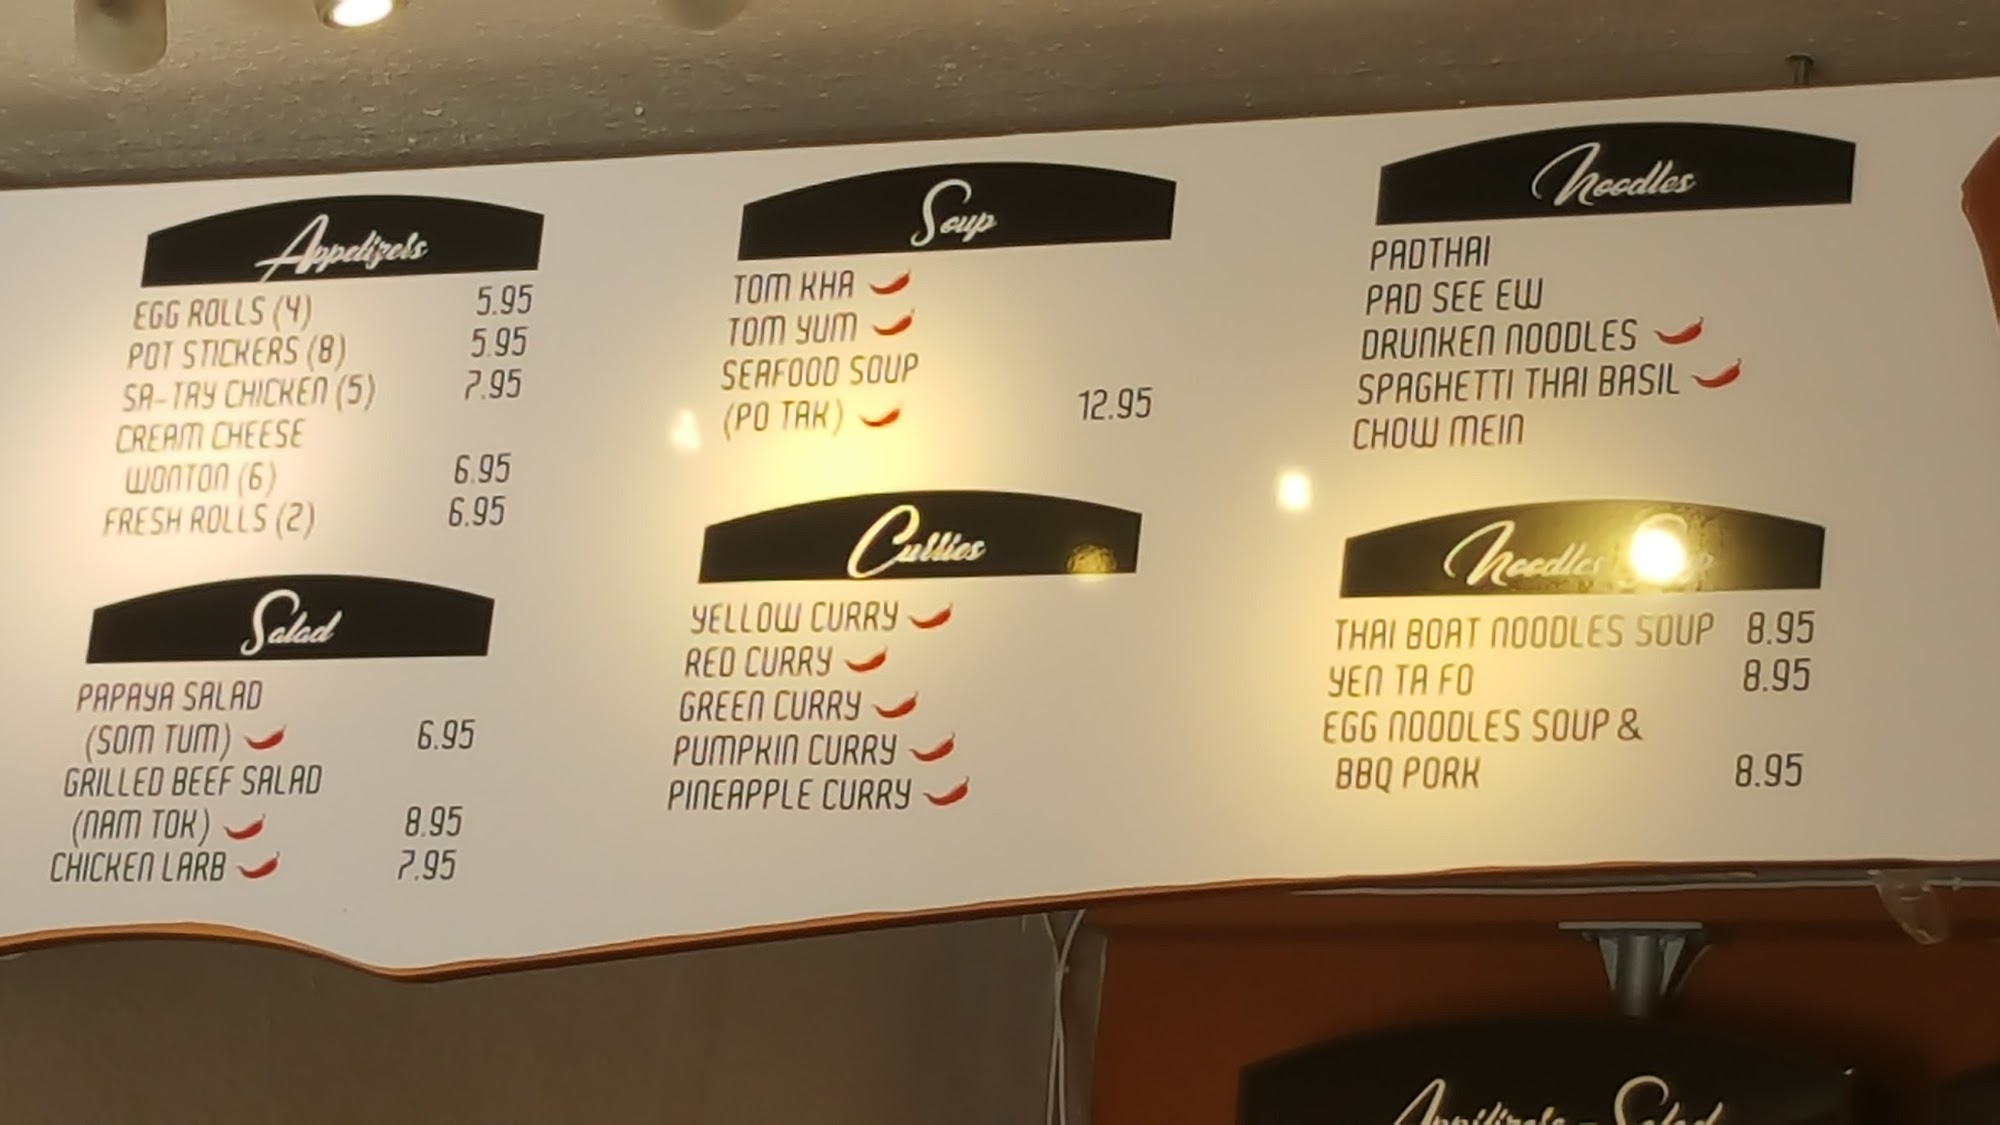 Appetizers
EGG ROLLS (4) 5.95
POT STICKERS (8) 5.95
SA-TAY CHICKEN (5) 7.95
CREAM CHEESE
WONTON (6) 6.95
FRESH ROLLS (2) 6.95
Salad
PAPAYA SALAD
(SOM TUM) 6.95
GRILLED BEEF SALAD
(NAM TOK) 8.95
CHICKEN LARB 7.95
Soup
TOM KHA
TOM YUM
SEAFOOD SOUP
(PO TAK) 12.95
Curries
YELLOW CURRY
RED CURRY
GREEN CURRY
PUMPKIN CURRY
PINEAPPLE CURRY
Noodles
PADTHAI
PAD SEE EW
DRUNKEN NOODLES
SPAGHETTI THAI BASIL
CHOW MEIN
Noodles
THAI BOAT NOODLES SOUP 8.95
YEN TA FO 8.95
EGG NOODLES SOUP &
BBQ PORK 8.95
Appitizers - Salad